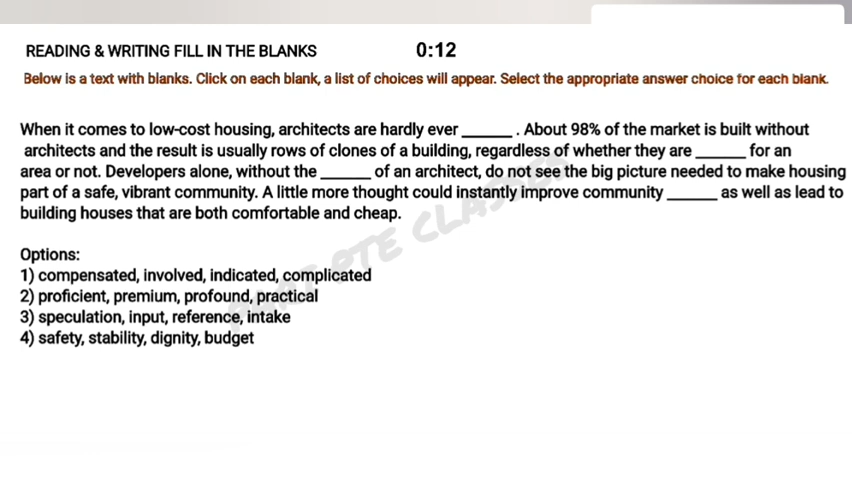 READING & WRITING FILL IN THE BLANKS 0:12
Below is a text with blanks. Click on each blank, a list of choices will appear. Select the appropriate answer choice for each blank.
When it comes to low-cost housing, architects are hardly ever ______ . About 98% of the market is built without
architects and the result is usually rows of clones of a building, regardless of whether they are ______ for an
area or not. Developers alone, without the ______ of an architect, do not see the big picture needed to make housing
part of a safe, vibrant community. A little more thought could instantly improve community ______ as well as lead to
building houses that are both comfortable and cheap.
Options:
1) compensated, involved, indicated, complicated
2) proficient, premium, profound, practical
3) speculation, input, reference, intake
4) safety, stability, dignity, budget
PTE CLASSES